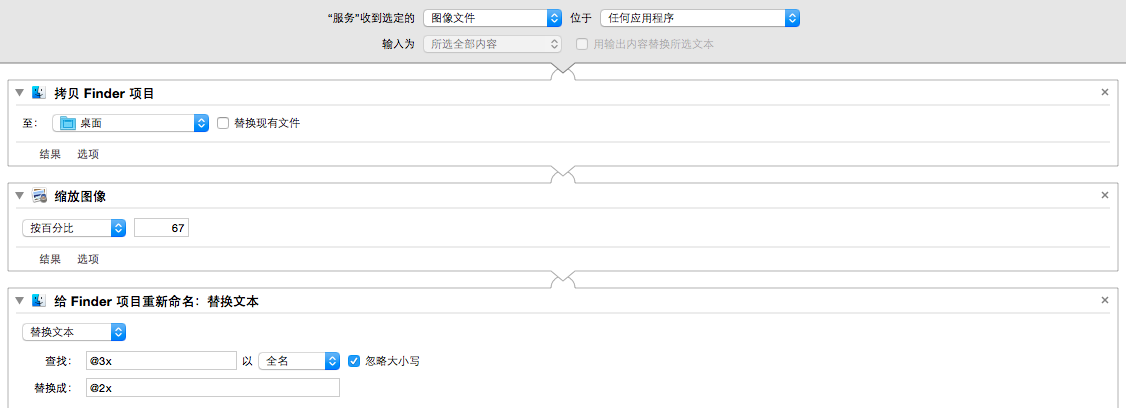 “服务”收到选定的 图像文件 位于 任何应用程序
输入为 所选全部内容 用输出内容替换所选文本
拷贝 Finder 项目
至： 桌面 替换现有文件
结果 选项
缩放图像
按百分比 67
结果 选项
给 Finder 项目重新命名：替换文本
替换文本
查找： @3x 以 全名 忽略大小写
替换成： @2x